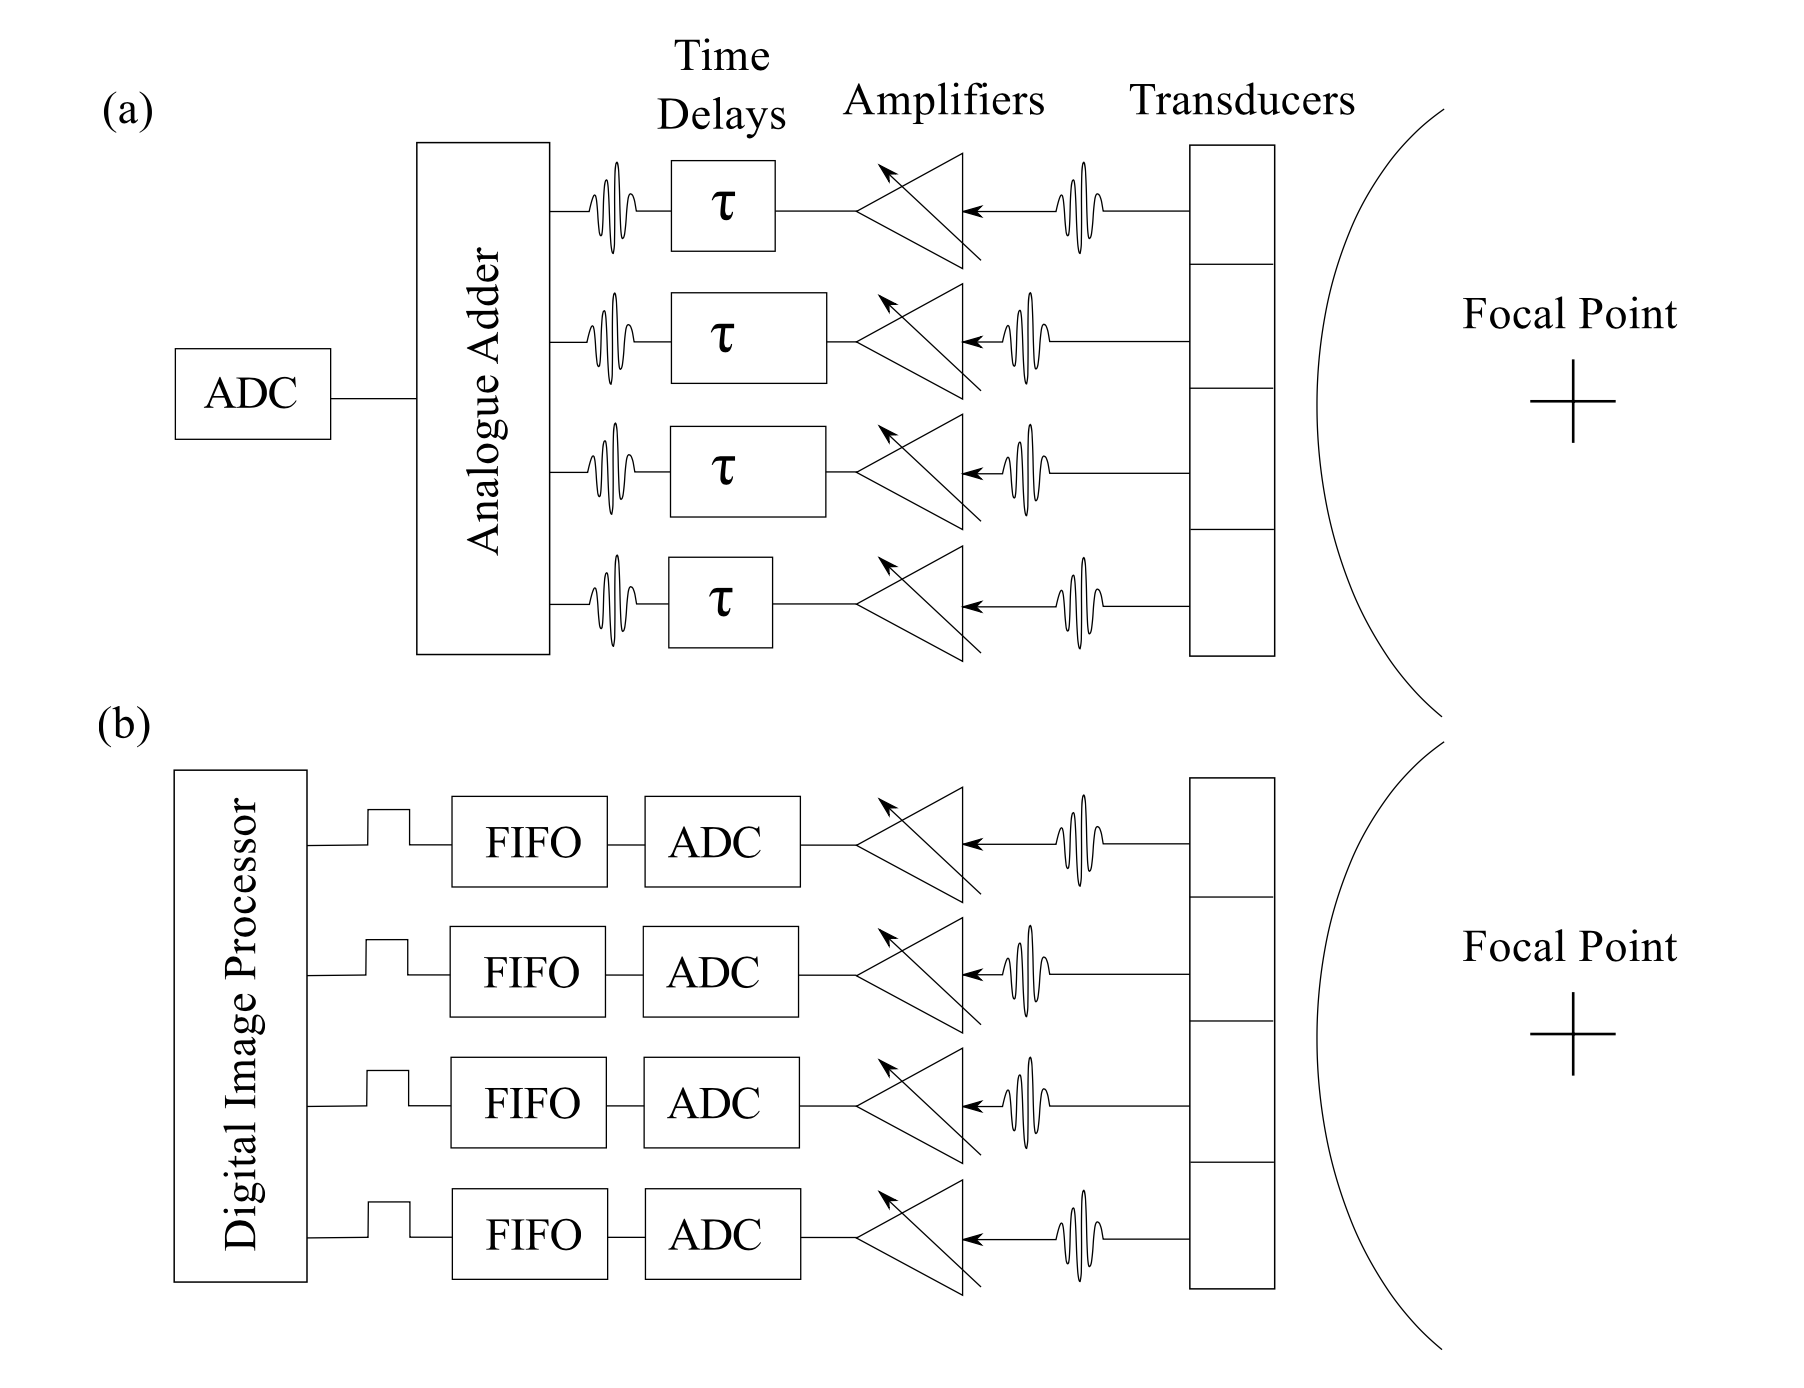 (a)
Time
Delays
Amplifiers
Transducers
τ
τ
τ
τ
Analogue Adder
ADC
Focal Point
(b)
Digital Image Processor
FIFO
ADC
FIFO
ADC
FIFO
ADC
FIFO
ADC
Focal Point